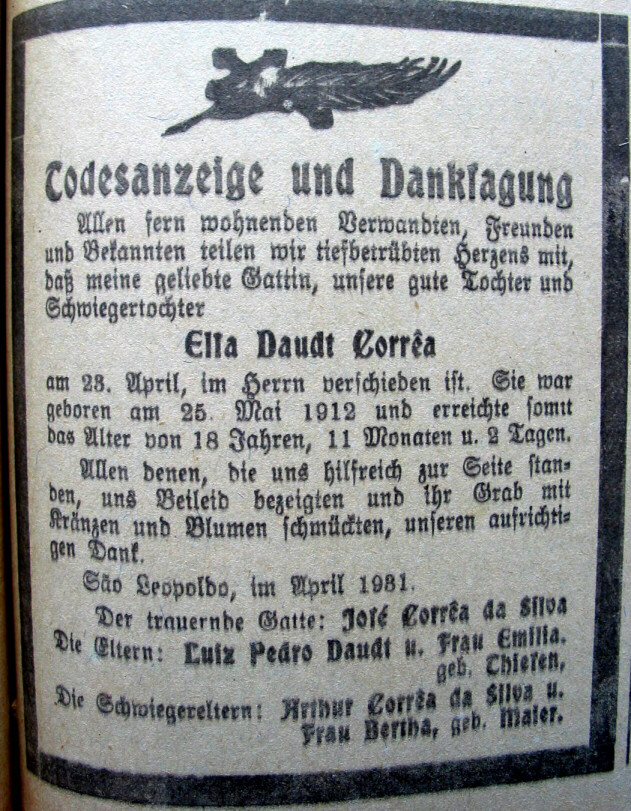 Todesanzeige und Danksagung
Allen fern wohnenden Verwandten, Freunden
und Bekannten teilen wir tiefbetrübten Herzens mit,
daß meine geliebte Gattin, unsere gute Tochter und
Schwiegertochter
Ella Daudt Corrêa
am 23. April, im Herrn verschieden ist. Sie war
geboren am 25. Mai 1912 und erreichte somit
das Alter von 18 Jahren, 11 Monaten u. 2 Tagen.
Allen denen, die uns hilfreich zur Seite stan-
den, uns Beileid bezeigten und ihr Grab mit
Kränzen und Blumen schmückten, unseren aufrichti-
gen Dank.
São Leopoldo, im April 1931.
Der trauernde Gatte: José Corrêa da Silva
Die Eltern: Luiz Pedro Daudt u. Frau Emilia.
geb. Thiesen,
Die Schwiegereltern: Arthur Corrêa da Silva u.
Frau Bertha, geb. Maier.